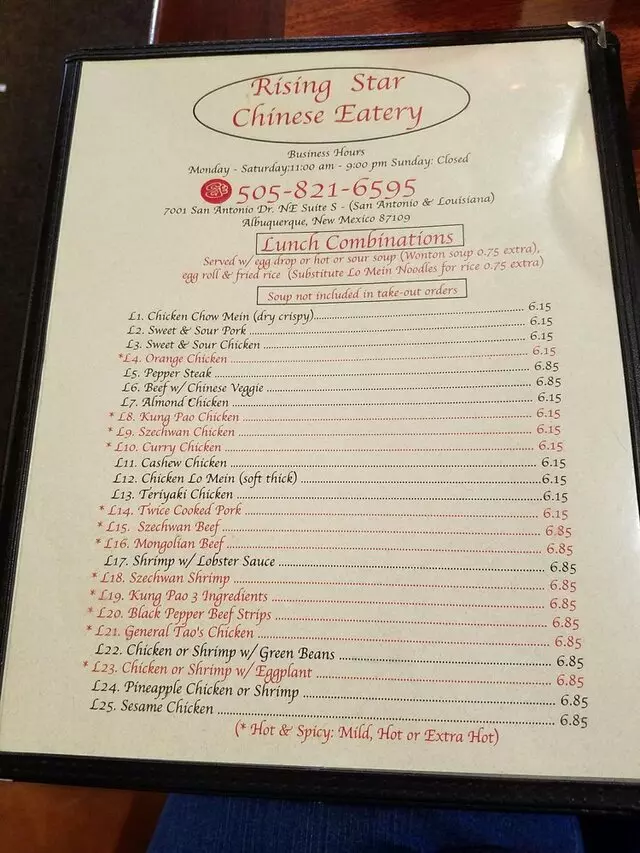 Rising Star
Chinese Eatery
Business Hours
Monday - Saturday:11:00 am - 9:00 pm Sunday: Closed
505-821-6595
7001 San Antonio Dr. NE Suite S - (San Antonio & Louisiana)
Albuquerque, New Mexico 87109
Lunch Combinations
Served w/ egg drop or hot or sour soup (Wonton soup 0.75 extra),
egg roll & fried rice (Substitute Lo Mein Noodles for rice 0.75 extra)
Soup not included in take-out orders
L1. Chicken Chow Mein (dry crispy) 6.15
L2. Sweet & Sour Pork 6.15
L3. Sweet & Sour Chicken 6.15
*L4. Orange Chicken 6.15
L5. Pepper Steak 6.85
L6. Beef w/ Chinese Veggie 6.85
L7. Almond Chicken 6.15
* L8. Kung Pao Chicken 6.15
* L9. Szechwan Chicken 6.15
* L10. Curry Chicken 6.15
L11. Cashew Chicken 6.15
L12. Chicken Lo Mein (soft thick) 6.15
L13. Teriyaki Chicken 6.15
* L14. Twice Cooked Pork 6.15
* L15. Szechwan Beef 6.85
* L16. Mongolian Beef 6.85
L17. Shrimp w/ Lobster Sauce 6.85
* L18. Szechwan Shrimp 6.85
* L19. Kung Pao 3 Ingredients 6.85
* L20. Black Pepper Beef Strips 6.85
* L21. General Tao's Chicken 6.85
L22. Chicken or Shrimp w/ Green Beans 6.85
* L23. Chicken or Shrimp w/ Eggplant 6.85
L24. Pineapple Chicken or Shrimp 6.85
L25. Sesame Chicken 6.85
(* Hot & Spicy: Mild, Hot or Extra Hot)